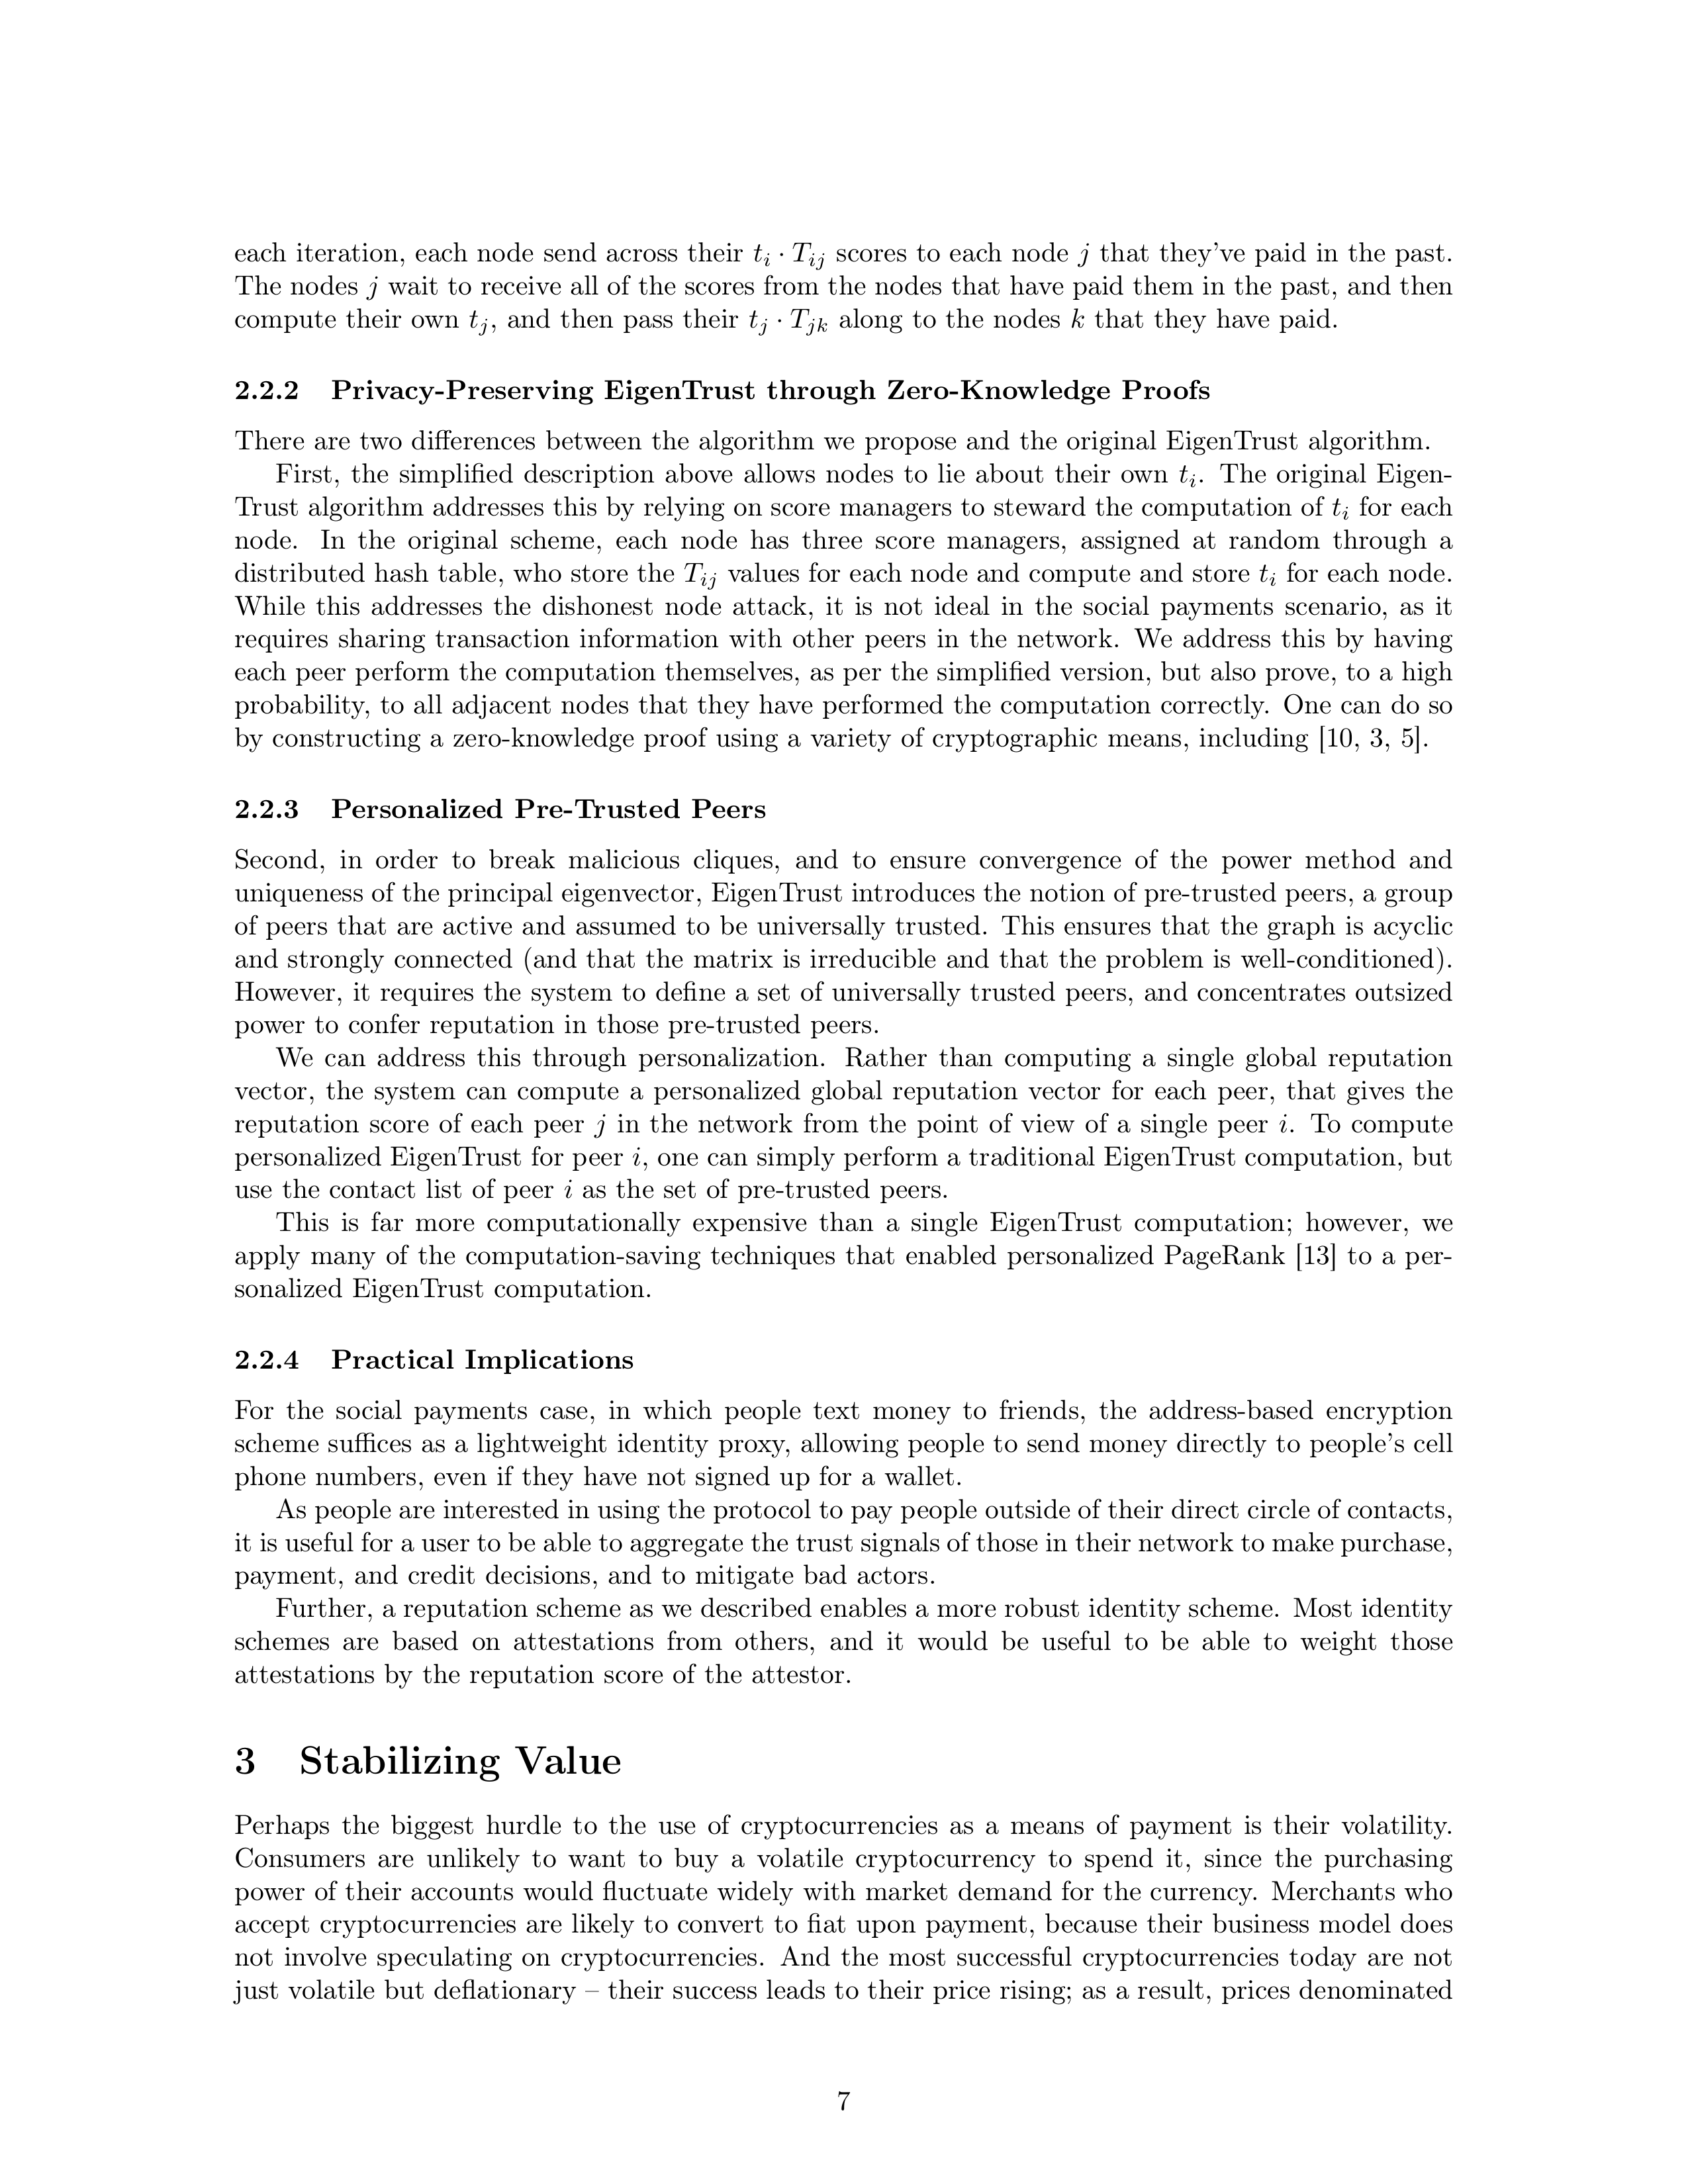 each iteration, each node send across their t_i · T_ij scores to each node j that they've paid in the past.
The nodes j wait to receive all of the scores from the nodes that have paid them in the past, and then
compute their own t_j, and then pass their t_j · T_jk along to the nodes k that they have paid.
2.2.2 Privacy-Preserving EigenTrust through Zero-Knowledge Proofs
There are two differences between the algorithm we propose and the original EigenTrust algorithm.
First, the simplified description above allows nodes to lie about their own t_i. The original Eigen-
Trust algorithm addresses this by relying on score managers to steward the computation of t_i for each
node. In the original scheme, each node has three score managers, assigned at random through a
distributed hash table, who store the T_ij values for each node and compute and store t_i for each node.
While this addresses the dishonest node attack, it is not ideal in the social payments scenario, as it
requires sharing transaction information with other peers in the network. We address this by having
each peer perform the computation themselves, as per the simplified version, but also prove, to a high
probability, to all adjacent nodes that they have performed the computation correctly. One can do so
by constructing a zero-knowledge proof using a variety of cryptographic means, including [10, 3, 5].
2.2.3 Personalized Pre-Trusted Peers
Second, in order to break malicious cliques, and to ensure convergence of the power method and
uniqueness of the principal eigenvector, EigenTrust introduces the notion of pre-trusted peers, a group
of peers that are active and assumed to be universally trusted. This ensures that the graph is acyclic
and strongly connected (and that the matrix is irreducible and that the problem is well-conditioned).
However, it requires the system to define a set of universally trusted peers, and concentrates outsized
power to confer reputation in those pre-trusted peers.
We can address this through personalization. Rather than computing a single global reputation
vector, the system can compute a personalized global reputation vector for each peer, that gives the
reputation score of each peer j in the network from the point of view of a single peer i. To compute
personalized EigenTrust for peer i, one can simply perform a traditional EigenTrust computation, but
use the contact list of peer i as the set of pre-trusted peers.
This is far more computationally expensive than a single EigenTrust computation; however, we
apply many of the computation-saving techniques that enabled personalized PageRank [13] to a per-
sonalized EigenTrust computation.
2.2.4 Practical Implications
For the social payments case, in which people text money to friends, the address-based encryption
scheme suffices as a lightweight identity proxy, allowing people to send money directly to people's cell
phone numbers, even if they have not signed up for a wallet.
As people are interested in using the protocol to pay people outside of their direct circle of contacts,
it is useful for a user to be able to aggregate the trust signals of those in their network to make purchase,
payment, and credit decisions, and to mitigate bad actors.
Further, a reputation scheme as we described enables a more robust identity scheme. Most identity
schemes are based on attestations from others, and it would be useful to be able to weight those
attestations by the reputation score of the attestor.
3 Stabilizing Value
Perhaps the biggest hurdle to the use of cryptocurrencies as a means of payment is their volatility.
Consumers are unlikely to want to buy a volatile cryptocurrency to spend it, since the purchasing
power of their accounts would fluctuate widely with market demand for the currency. Merchants who
accept cryptocurrencies are likely to convert to fiat upon payment, because their business model does
not involve speculating on cryptocurrencies. And the most successful cryptocurrencies today are not
just volatile but deflationary – their success leads to their price rising; as a result, prices denominated
7